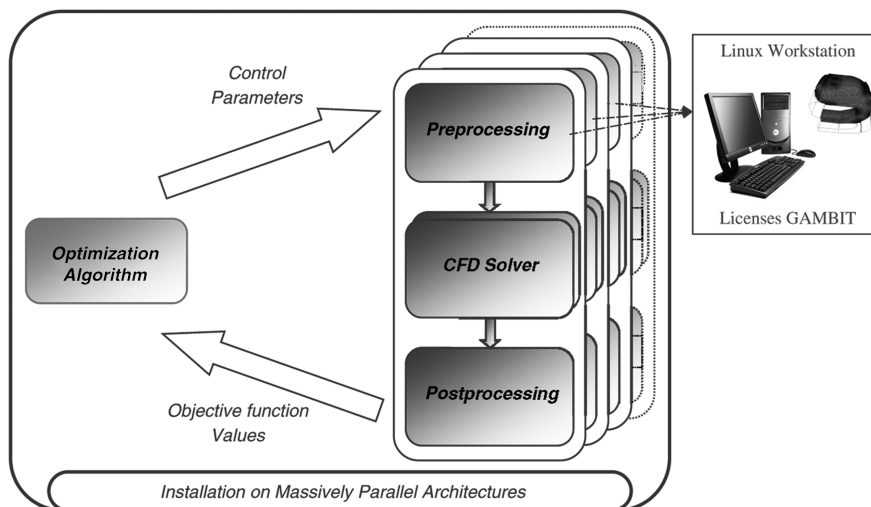 Control
Parameters
Preprocessing
Linux Workstation
Licenses GAMBIT
Optimization
Algorithm
CFD Solver
Postprocessing
Objective function
Values
Installation on Massively Parallel Architectures